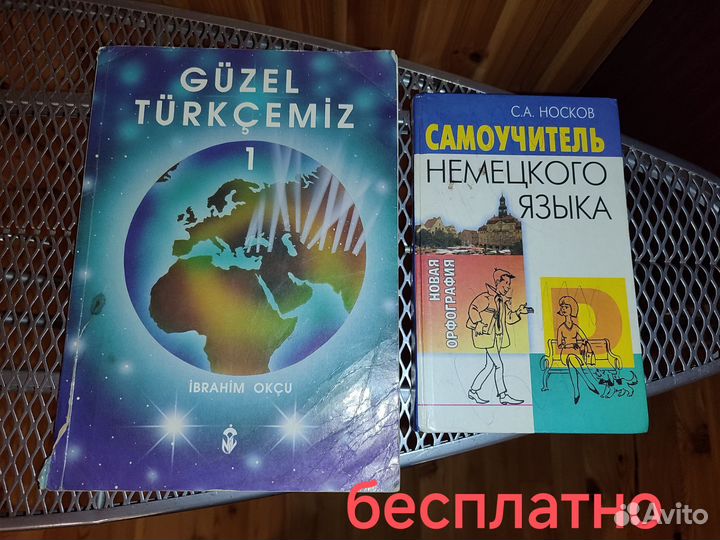 GÜZEL
TÜRKÇEMİZ
1
İBRAHİM OKÇU
С.А. НОСКОВ
САМОУЧИТЕЛЬ
НЕМЕЦКОГО
ЯЗЫКА
НОВАЯ
ОРФОГРАФИЯ
бесплатно
Avito